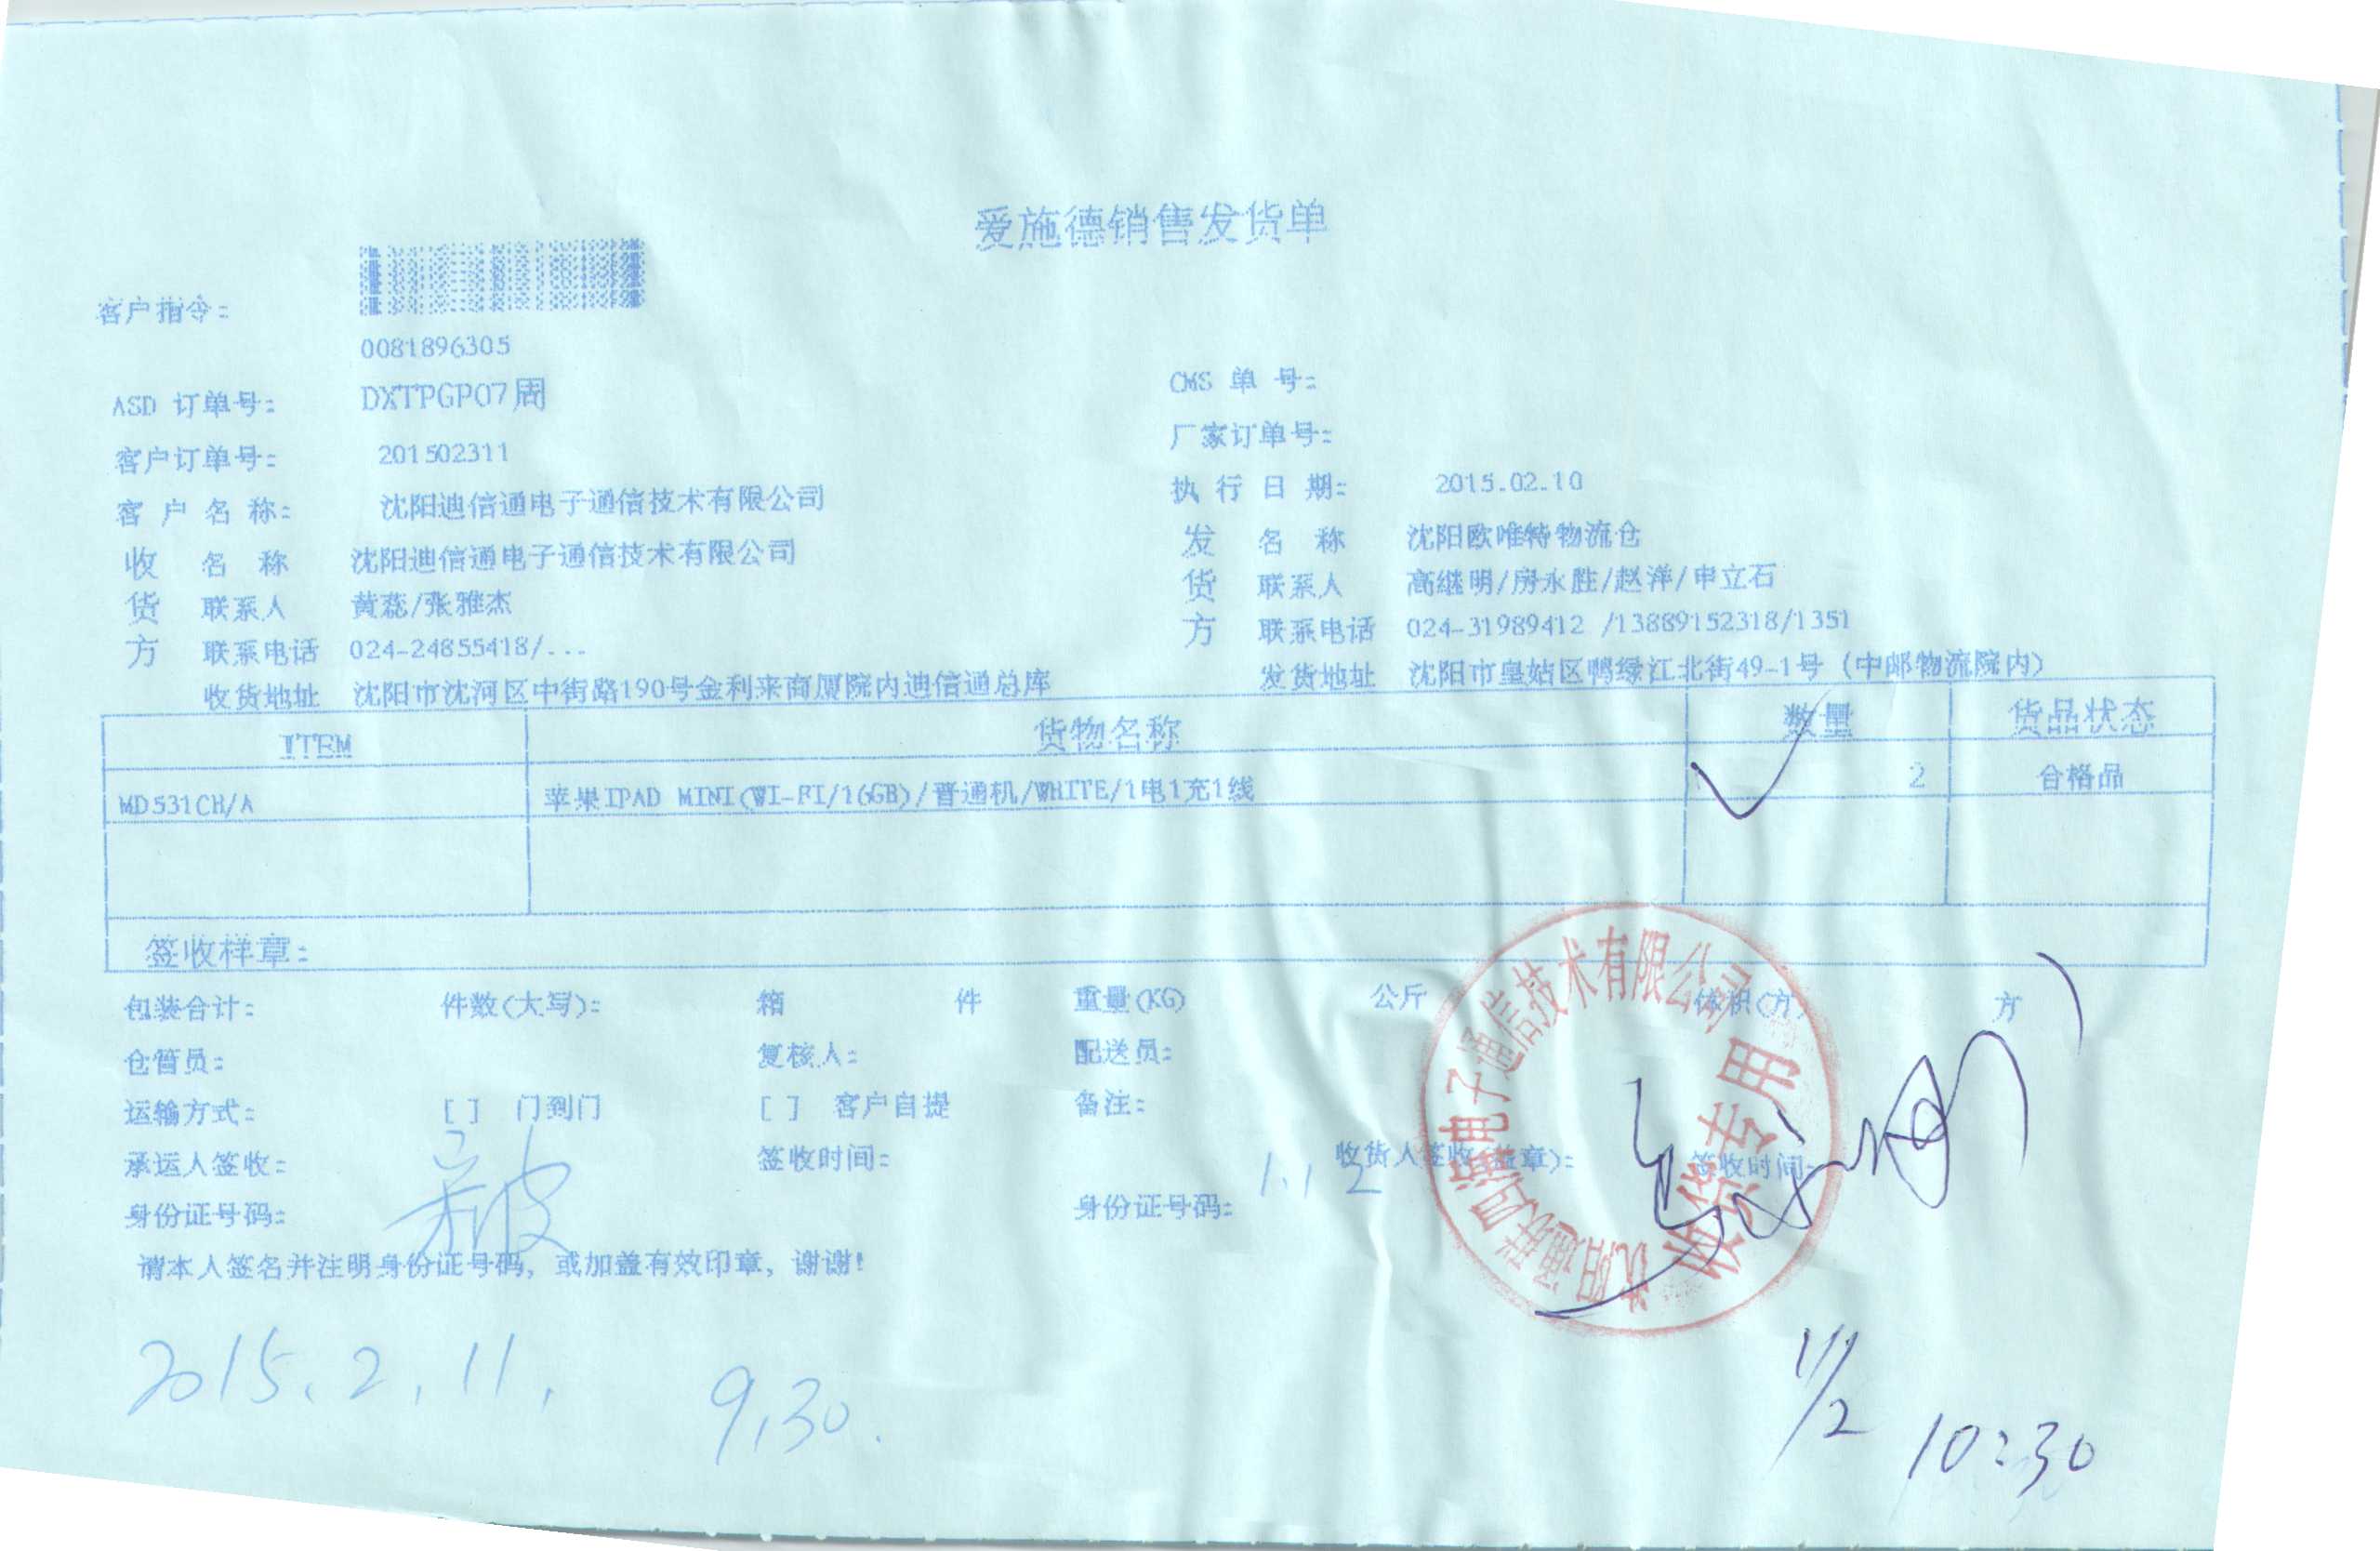 爱施德销售发货单
客户指令:
0081896305
ASD 订单号: DXTPGP07周 CMS 单 号:
客户订单号: 201502311 厂家订单号:
客 户 名 称: 沈阳迪信通电子通信技术有限公司 执 行 日 期: 2015.02.10
收 名 称 沈阳迪信通电子通信技术有限公司 发 名 称 沈阳欧唯特物流仓
货 联系人 黄蕊/张雅杰 货 联系人 高继明/房永胜/赵洋/申立石
方 联系电话 024-24855418/... 方 联系电话 024-31989412 /13889152318/1351
收货地址 沈阳市沈河区中街路190号金利来商厦院内迪信通总库 发货地址 沈阳市皇姑区鸭绿江北街49-1号 (中邮物流院内)
ITEM 货物名称 数量 货品状态
MD531CH/A 苹果IPAD MINI(WI-FI/16GB)/普通机/WHITE/1电1充1线 2 合格品
签收样章:
包装合计: 件数(大写): 箱 件 重量(KG) 公斤 体积(方) 方
仓管员: 复核人: 配送员:
运输方式: [ ] 门到门 [ ] 客户自提 备注:
承运人签收: 签收时间: 收货人签收(盖章): 签收时间:
身份证号码: 身份证号码:
请本人签名并注明身份证号码, 或加盖有效印章, 谢谢!
电子通信技术有限公司
收货专用
2015.2.11. 9.30. 11/2 10:30